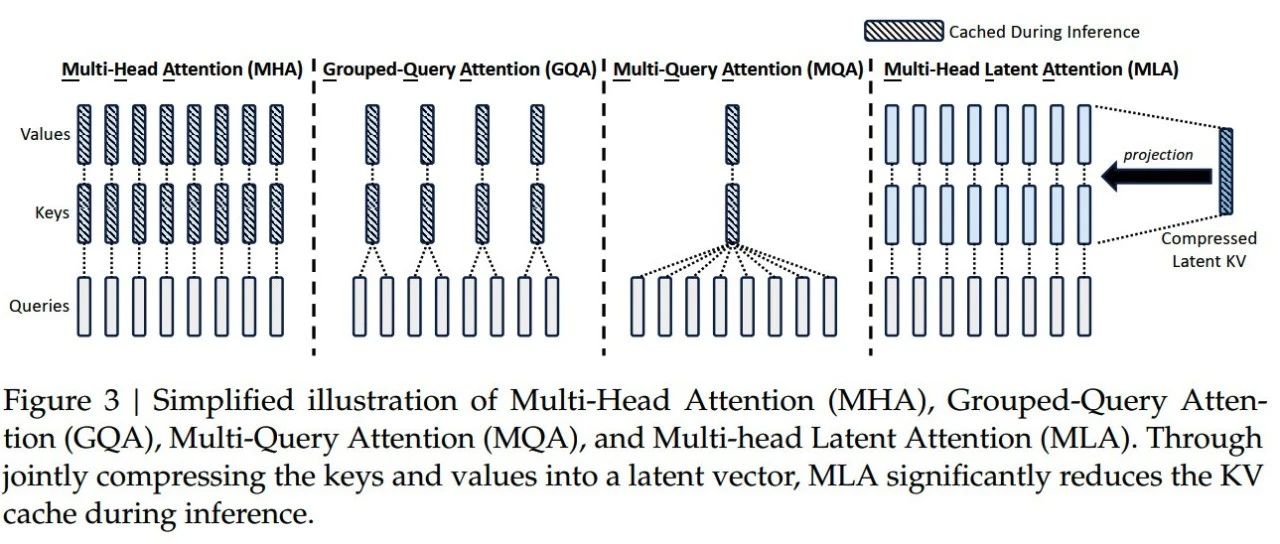 Cached During Inference
Multi-Head Attention (MHA)
Grouped-Query Attention (GQA)
Multi-Query Attention (MQA)
Multi-Head Latent Attention (MLA)
Values
Keys
Queries
projection
Compressed
Latent KV
Figure 3 | Simplified illustration of Multi-Head Attention (MHA), Grouped-Query Atten-
tion (GQA), Multi-Query Attention (MQA), and Multi-head Latent Attention (MLA). Through
jointly compressing the keys and values into a latent vector, MLA significantly reduces the KV
cache during inference.